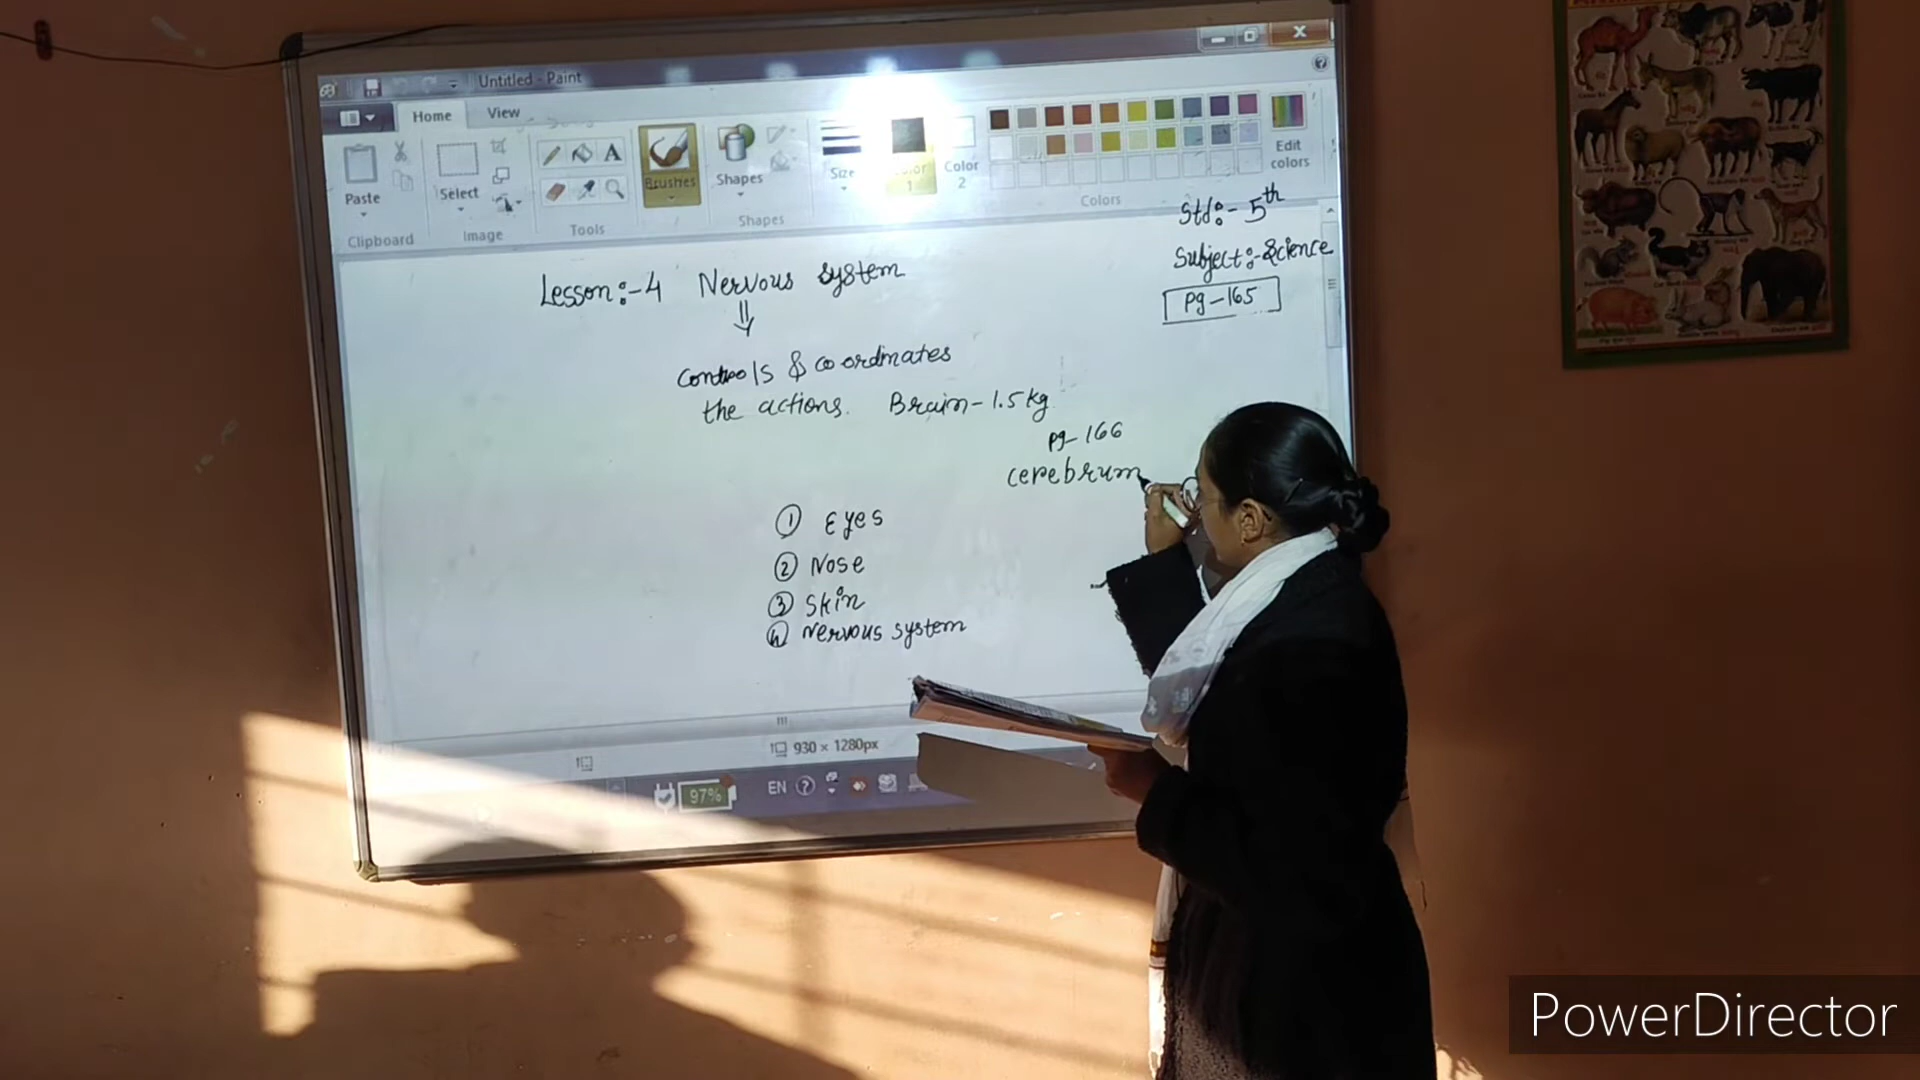 Untitled - Paint
Home View
Paste
Select
Brushes
Shapes
Size
Color 1
Color 2
Edit colors
Clipboard
Image
Tools
Shapes
Colors
Std:- 5th
Subject:- Science
Pg-165
Lesson:-4 Nervous system
controls & coordinates
the actions. Brain-1.5kg
Pg-166
cerebrum
① Eyes
② Nose
③ Skin
④ Nervous system
930 × 1280px
97%
EN
PowerDirector